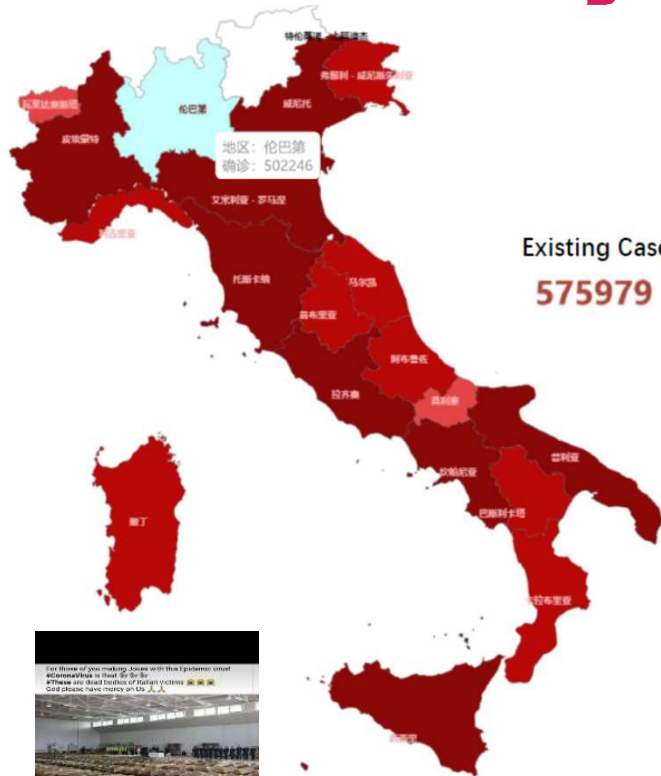 特伦蒂诺-上阿迪杰
弗留利-威尼斯朱利亚
瓦莱达奥斯塔
伦巴第
威尼托
皮埃蒙特
地区：伦巴第
确诊：502246
艾米利亚-罗马涅
利古里亚
Existing Case
575979
托斯卡纳
马尔凯
翁布里亚
阿布鲁佐
拉齐奥
莫利塞
普利亚
坎帕尼亚
巴斯利卡塔
撒丁
卡拉布里亚
For those of you making Jokes with this Epidemic virus!
#CoronaVirus is Real
#These are dead bodies of Italian victims
God please have mercy on Us
西西里